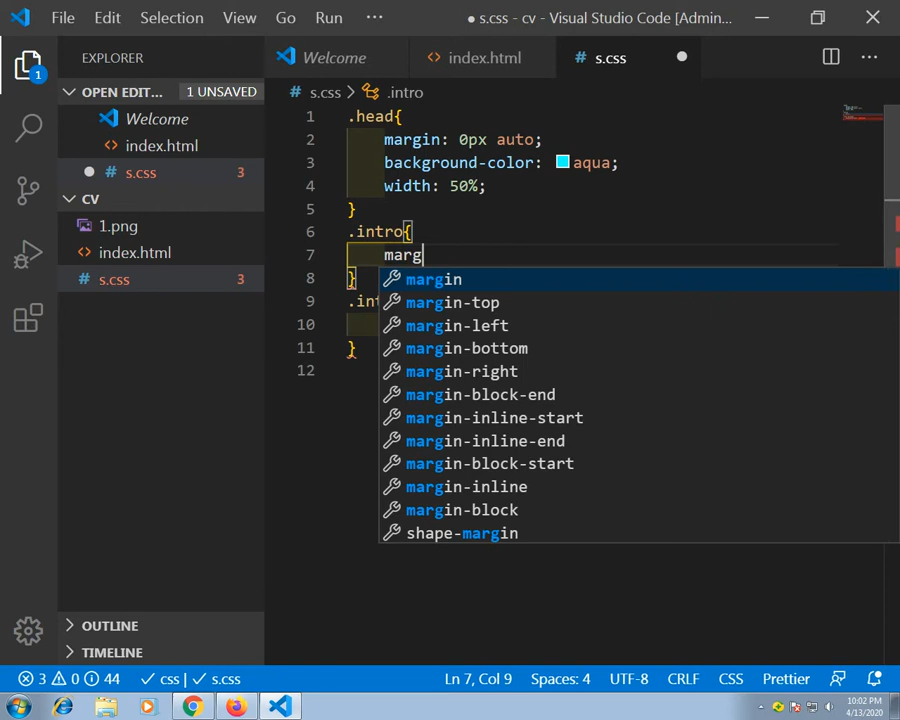 File Edit Selection View Go Run ··· ● s.css - cv - Visual Studio Code [Admin...
1
EXPLORER
Welcome
index.html
s.css
OPEN EDIT... 1 UNSAVED
Welcome
index.html
s.css 3
CV
1.png
index.html
s.css 3
OUTLINE
TIMELINE
s.css > .intro
1 .head{
2 margin: 0px auto;
3 background-color: aqua;
4 width: 50%;
5 }
6 .intro{
7 marg
8 }
9 .int
10
11 }
12
margin
margin-top
margin-left
margin-bottom
margin-right
margin-block-end
margin-inline-start
margin-inline-end
margin-block-start
margin-inline
margin-block
shape-margin
3 0 44 css | s.css Ln 7, Col 9 Spaces: 4 UTF-8 CRLF CSS Prettier
10:02 PM
4/13/2020